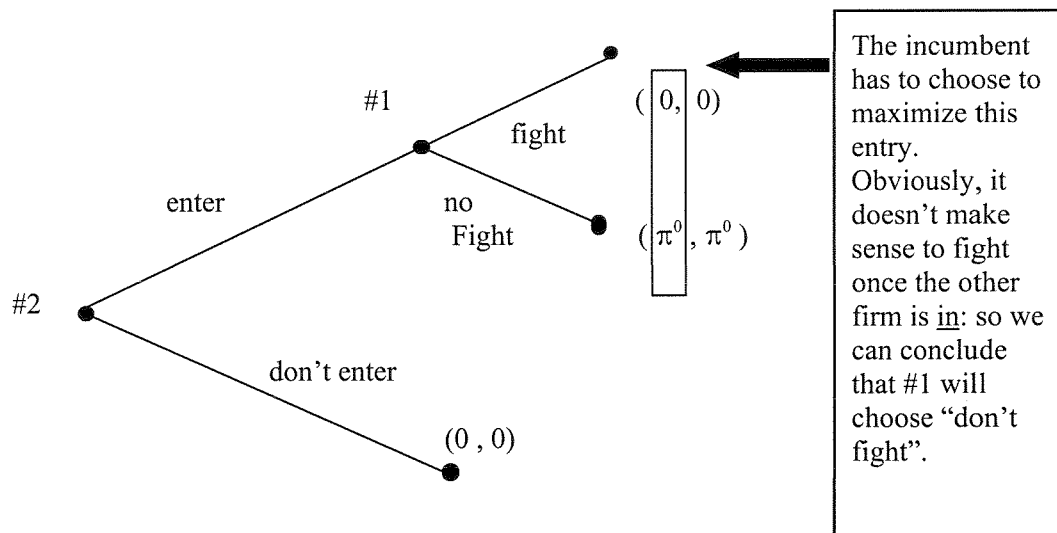 #1
( 0, 0)
fight
enter
no
Fight
( π⁰ , π⁰ )
#2
don't enter
(0 , 0)
The incumbent
has to choose to
maximize this
entry.
Obviously, it
doesn't make
sense to fight
once the other
firm is in: so we
can conclude
that #1 will
choose “don't
fight”.